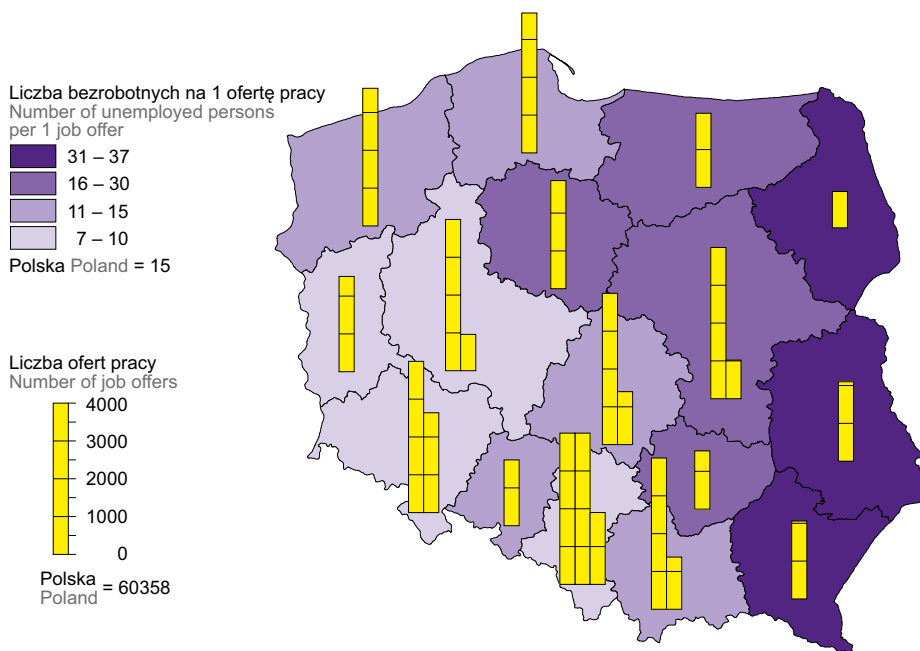 Liczba bezrobotnych na 1 ofertę pracy
Number of unemployed persons
per 1 job offer
31 – 37
16 – 30
11 – 15
7 – 10
Polska Poland = 15
Liczba ofert pracy
Number of job offers
4000
3000
2000
1000
0
Polska
Poland
= 60358